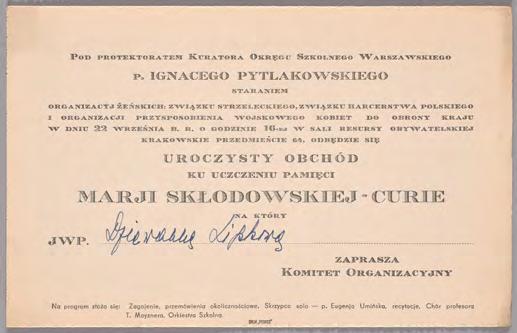 POD PROTEKTORATEM KURATORA OKRĘGU SZKOLNEGO WARSZAWSKIEGO
P. IGNACEGO PYTLAKOWSKIEGO
STARANIEM
ORGANIZACYJ ŻEŃSKICH: ZWIĄZKU STRZELECKIEGO, ZWIĄZKU HARCERSTWA POLSKIEGO
I ORGANIZACJI PRZYSPOSOBIENIA WOJSKOWEGO KOBIET DO OBRONY KRAJU
W DNIU 22 WRZEŚNIA B. R. O GODZINIE 16-EJ W SALI RESURSY OBYWATELSKIEJ
KRAKOWSKIE PRZEDMIEŚCIE 64, ODBĘDZIE SIĘ
UROCZYSTY OBCHÓD
KU UCZCZENIU PAMIĘCI
MARJI SKŁODOWSKIEJ-CURIE
NA KTÓRY
JWP. Lipkową
ZAPRASZA
KOMITET ORGANIZACYJNY
Na program złożą się: Zagajenie, przemówienia okolicznościowe, Skrzypce solo — p. Eugenja Umińska, recytacje, Chór profesora
T. Mayznera, Orkiestra Szkolna.